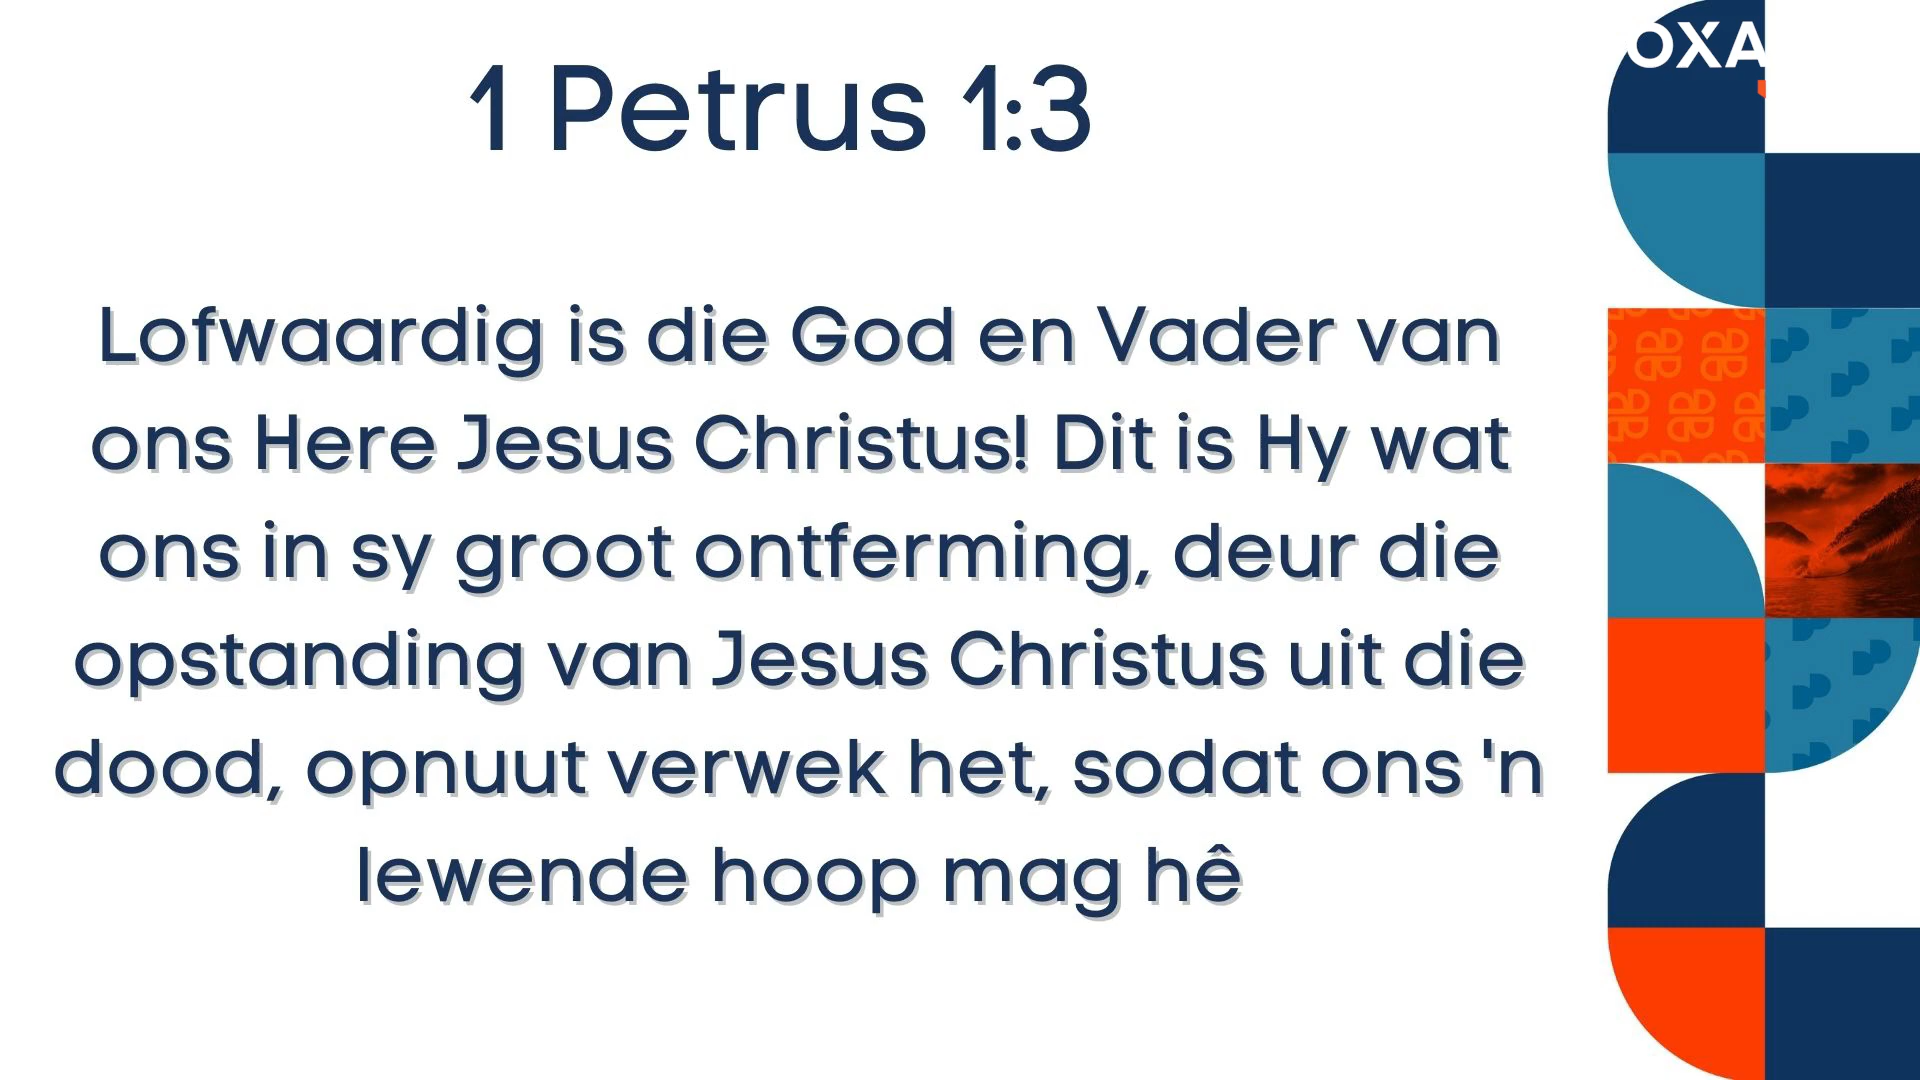 1 Petrus 1:3
Lofwaardig is die God en Vader van
ons Here Jesus Christus! Dit is Hy wat
ons in sy groot ontferming, deur die
opstanding van Jesus Christus uit die
dood, opnuut verwek het, sodat ons 'n
lewende hoop mag hê
OXA